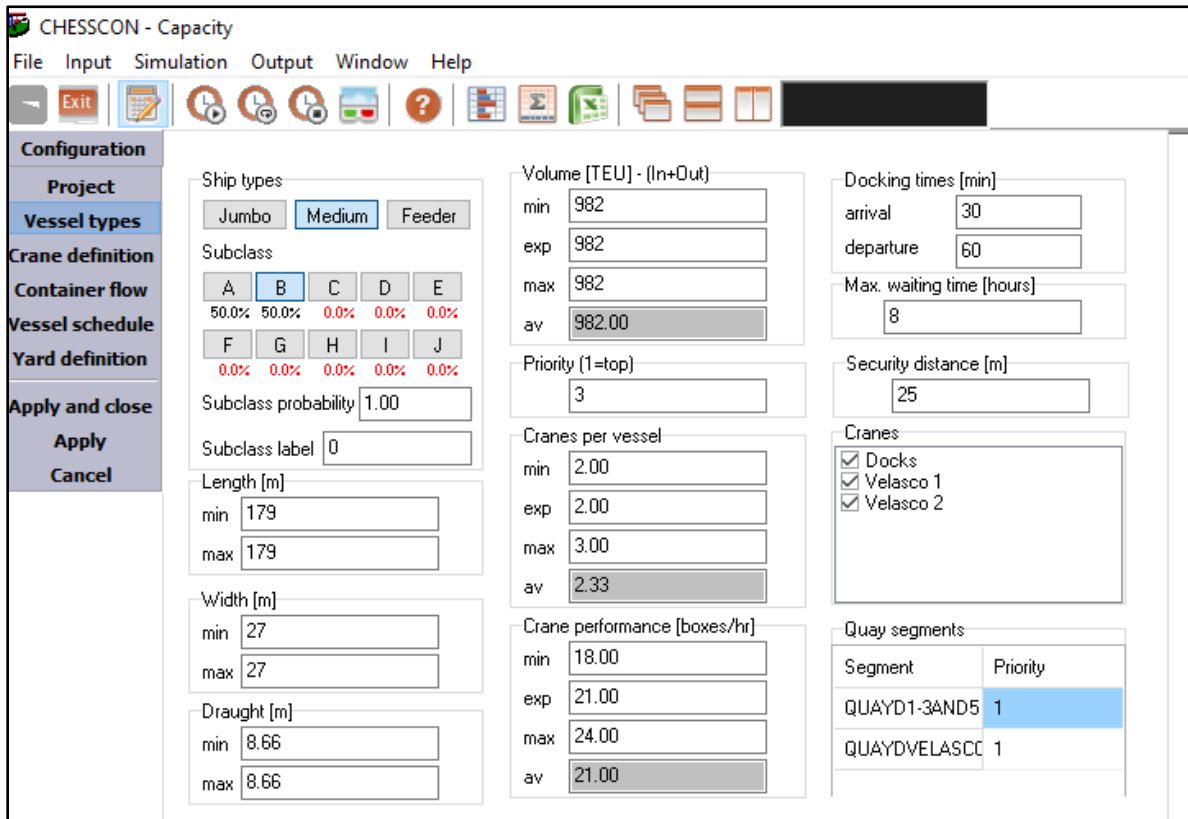 CHESSCON - Capacity
File Input Simulation Output Window Help
Exit
Configuration
Project
Vessel types
Crane definition
Container flow
Vessel schedule
Yard definition
Apply and close
Apply
Cancel
Ship types
Jumbo Medium Feeder
Subclass
A B C D E
50.0% 50.0% 0.0% 0.0% 0.0%
F G H I J
0.0% 0.0% 0.0% 0.0% 0.0%
Subclass probability 1.00
Subclass label 0
Length [m]
min 179
max 179
Width [m]
min 27
max 27
Draught [m]
min 8.66
max 8.66
Volume [TEU] - (In+Out)
min 982
exp 982
max 982
av 982.00
Priority (1=top)
3
Cranes per vessel
min 2.00
exp 2.00
max 3.00
av 2.33
Crane performance [boxes/hr]
min 18.00
exp 21.00
max 24.00
av 21.00
Docking times [min]
arrival 30
departure 60
Max. waiting time [hours]
8
Security distance [m]
25
Cranes
Docks
Velasco 1
Velasco 2
Quay segments
Segment Priority
QUAYD1-3AND5 1
QUAYDVELASCO 1